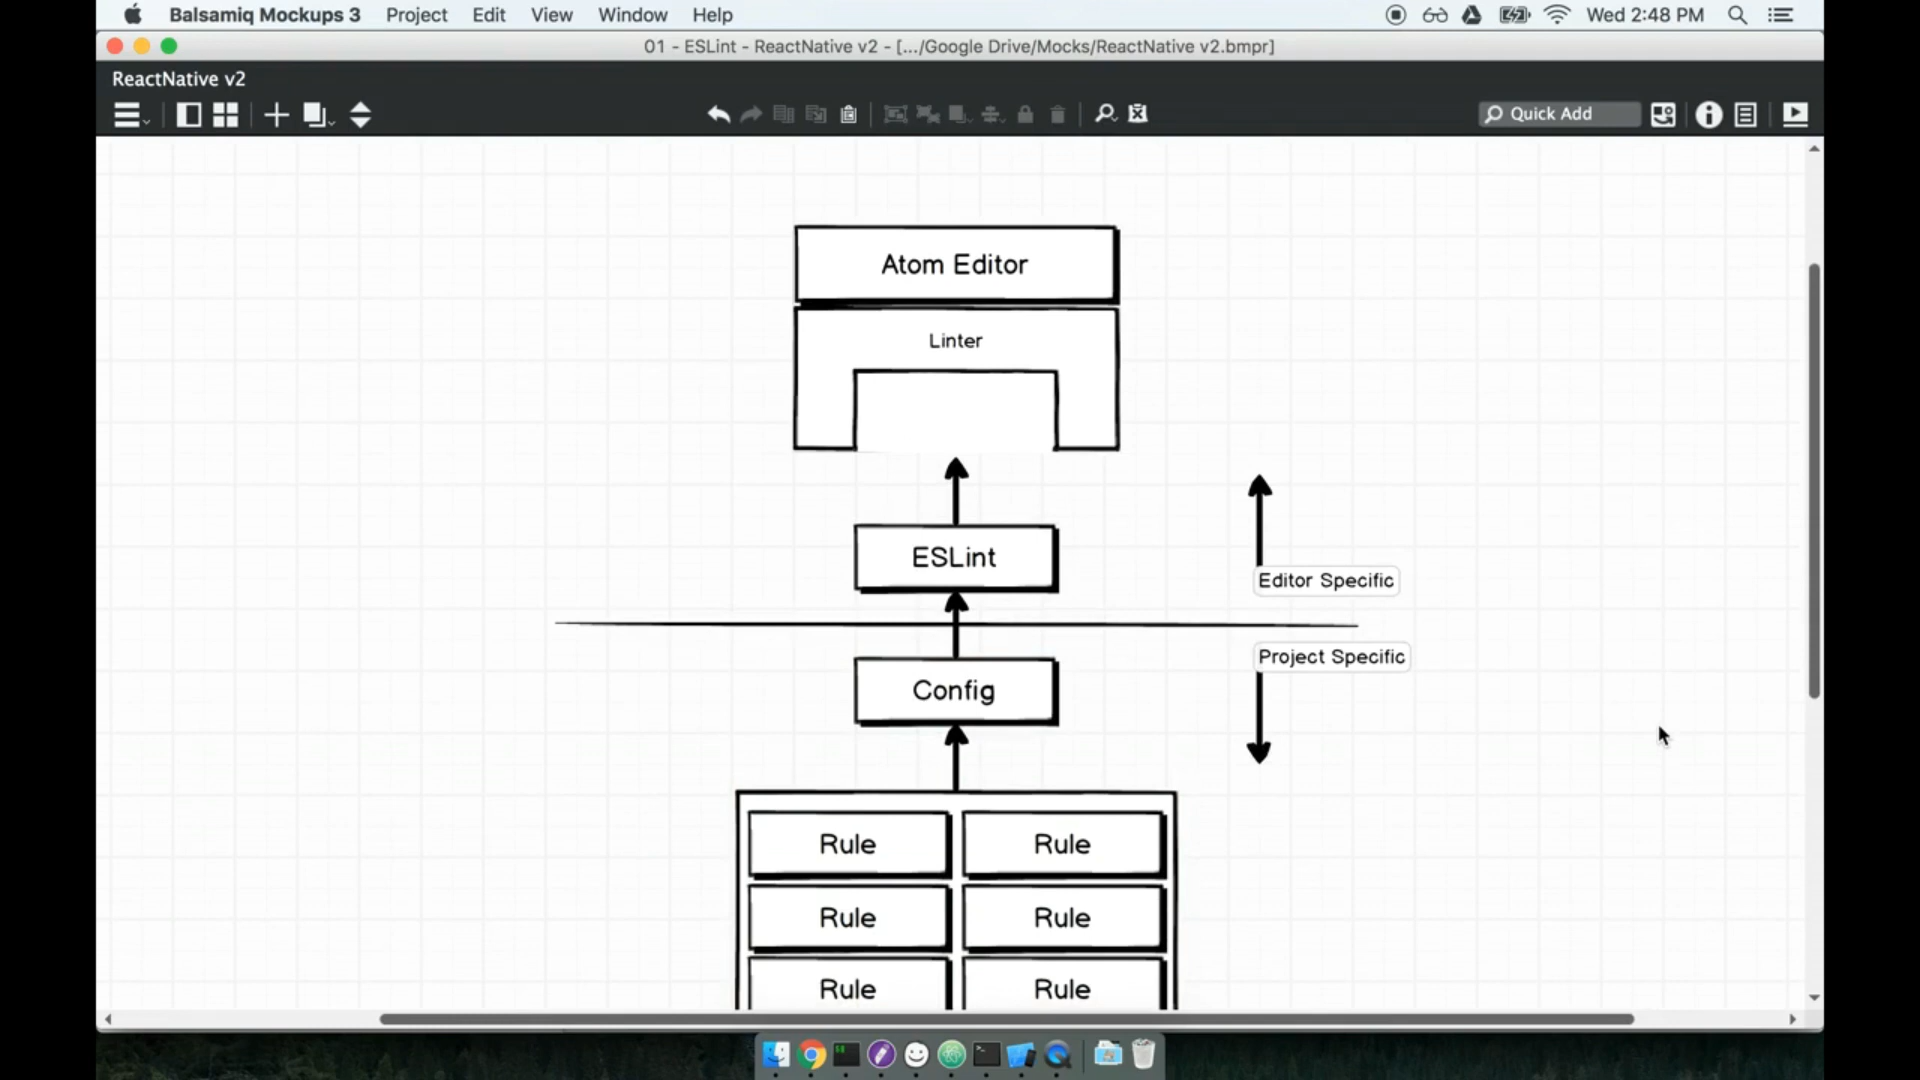 Balsamiq Mockups 3 Project Edit View Window Help Wed 2:48 PM
01 - ESLint - ReactNative v2 - [.../Google Drive/Mocks/ReactNative v2.bmpr]
ReactNative v2
Quick Add
Atom Editor
Linter
ESLint
Editor Specific
Project Specific
Config
Rule Rule
Rule Rule
Rule Rule